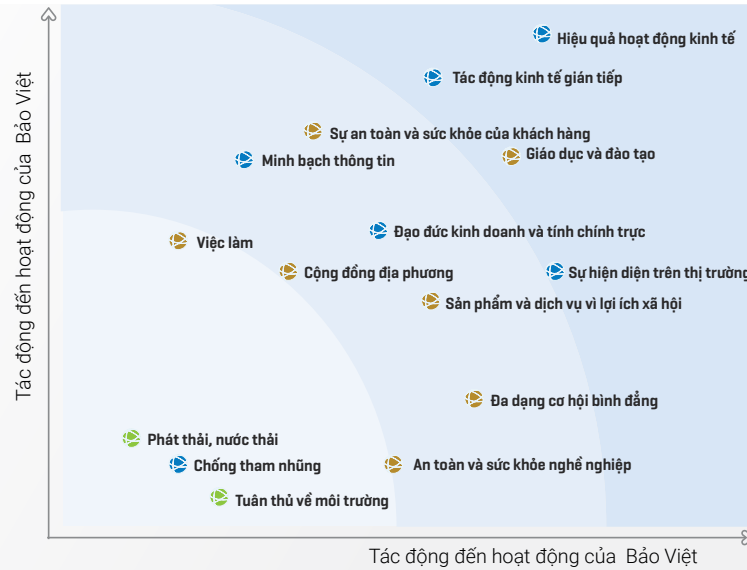 Hiệu quả hoạt động kinh tế
Tác động kinh tế gián tiếp
Sự an toàn và sức khỏe của khách hàng
Giáo dục và đào tạo
Minh bạch thông tin
Đạo đức kinh doanh và tính chính trực
Việc làm
Cộng đồng địa phương
Sự hiện diện trên thị trường
Sản phẩm và dịch vụ vì lợi ích xã hội
Đa dạng cơ hội bình đẳng
Phát thải, nước thải
Chống tham nhũng
An toàn và sức khỏe nghề nghiệp
Tuân thủ về môi trường
Tác động đến hoạt động của Bảo Việt
Tác động đến hoạt động của Bảo Việt